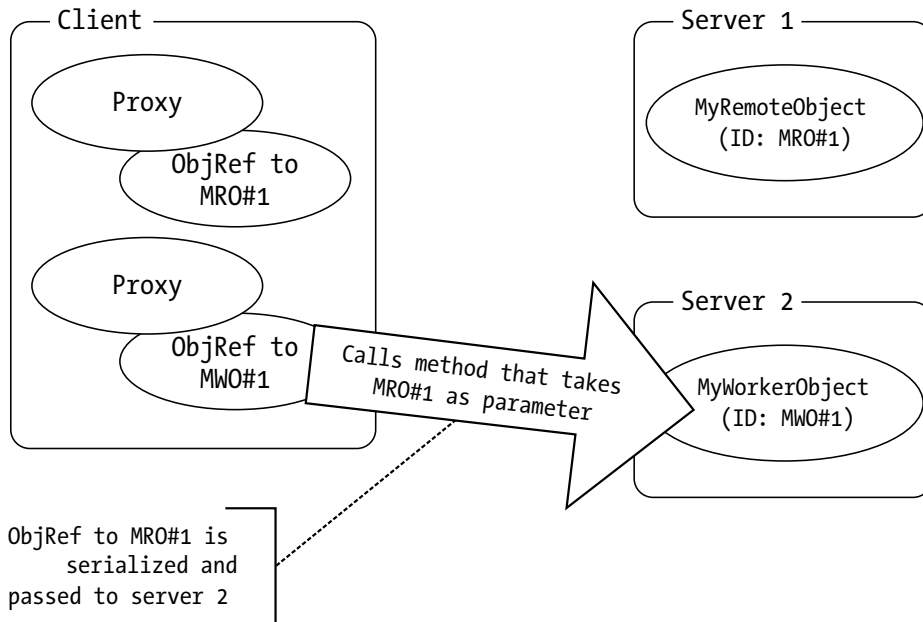 Client
Proxy
ObjRef to
MRO#1
Proxy
ObjRef to
MWO#1
Server 1
MyRemoteObject
(ID: MRO#1)
Server 2
MyWorkerObject
(ID: MWO#1)
Calls method that takes
MRO#1 as parameter
ObjRef to MRO#1 is
serialized and
passed to server 2